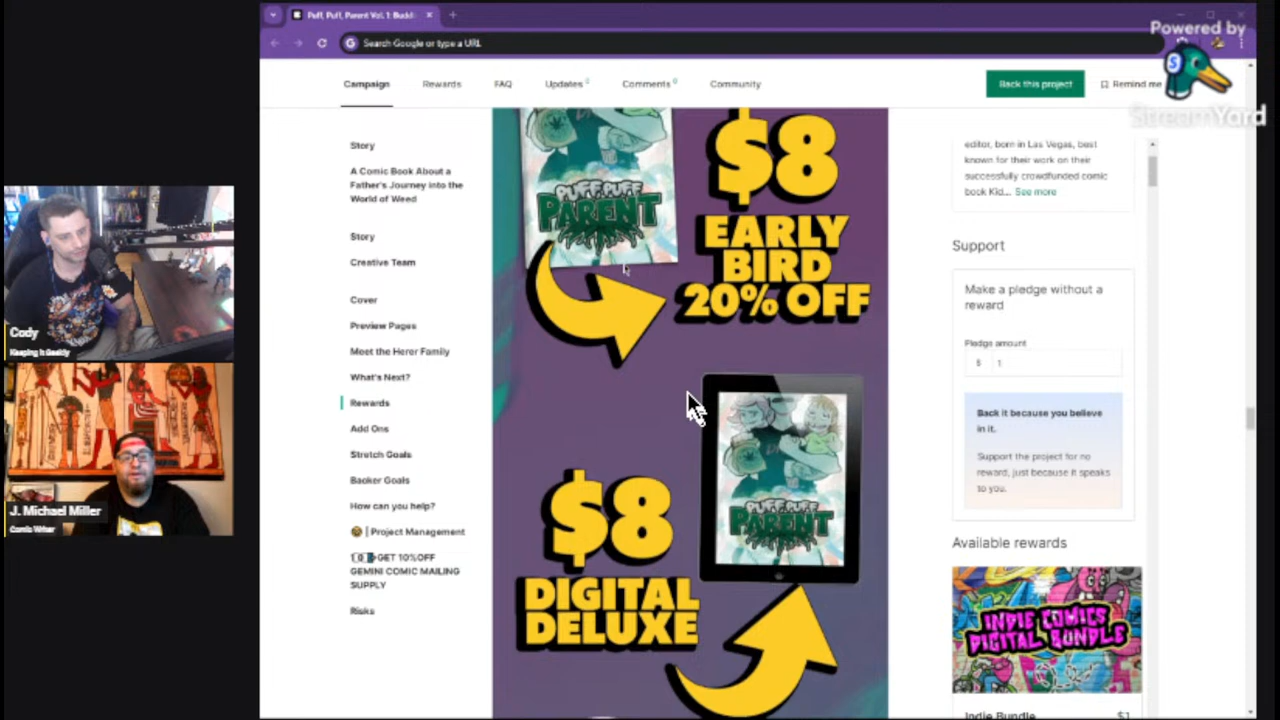 Puff, Puff, Parent Vol. 1: Buddi
Search Google or type a URL
Powered by
StreamYard
Campaign
Rewards
FAQ
Updates 0
Comments 0
Community
Back this project
Remind me
Story
A Comic Book About a
Father's Journey into the
World of Weed
Story
Creative Team
Cover
Preview Pages
Meet the Herer Family
What's Next?
Rewards
Add Ons
Stretch Goals
Backer Goals
How can you help?
| Project Management
GET 10%OFF
GEMINI COMIC MAILING
SUPPLY
Risks
PUFF, PUFF
PARENT
$8
EARLY
BIRD
20% OFF
$8
DIGITAL
DELUXE
PUFF, PUFF
PARENT
editor, born in Las Vegas, best
known for their work on their
successfully crowdfunded comic
book Kid... See more
Support
Make a pledge without a
reward
Pledge amount
$ 1
Back it because you believe
in it.
Support the project for no
reward, just because it speaks
to you.
Available rewards
INDIE COMICS
DIGITAL BUNDLE
Indie Bundle $1
Cody
Keeping It Geekly
J. Michael Miller
Comic Writer